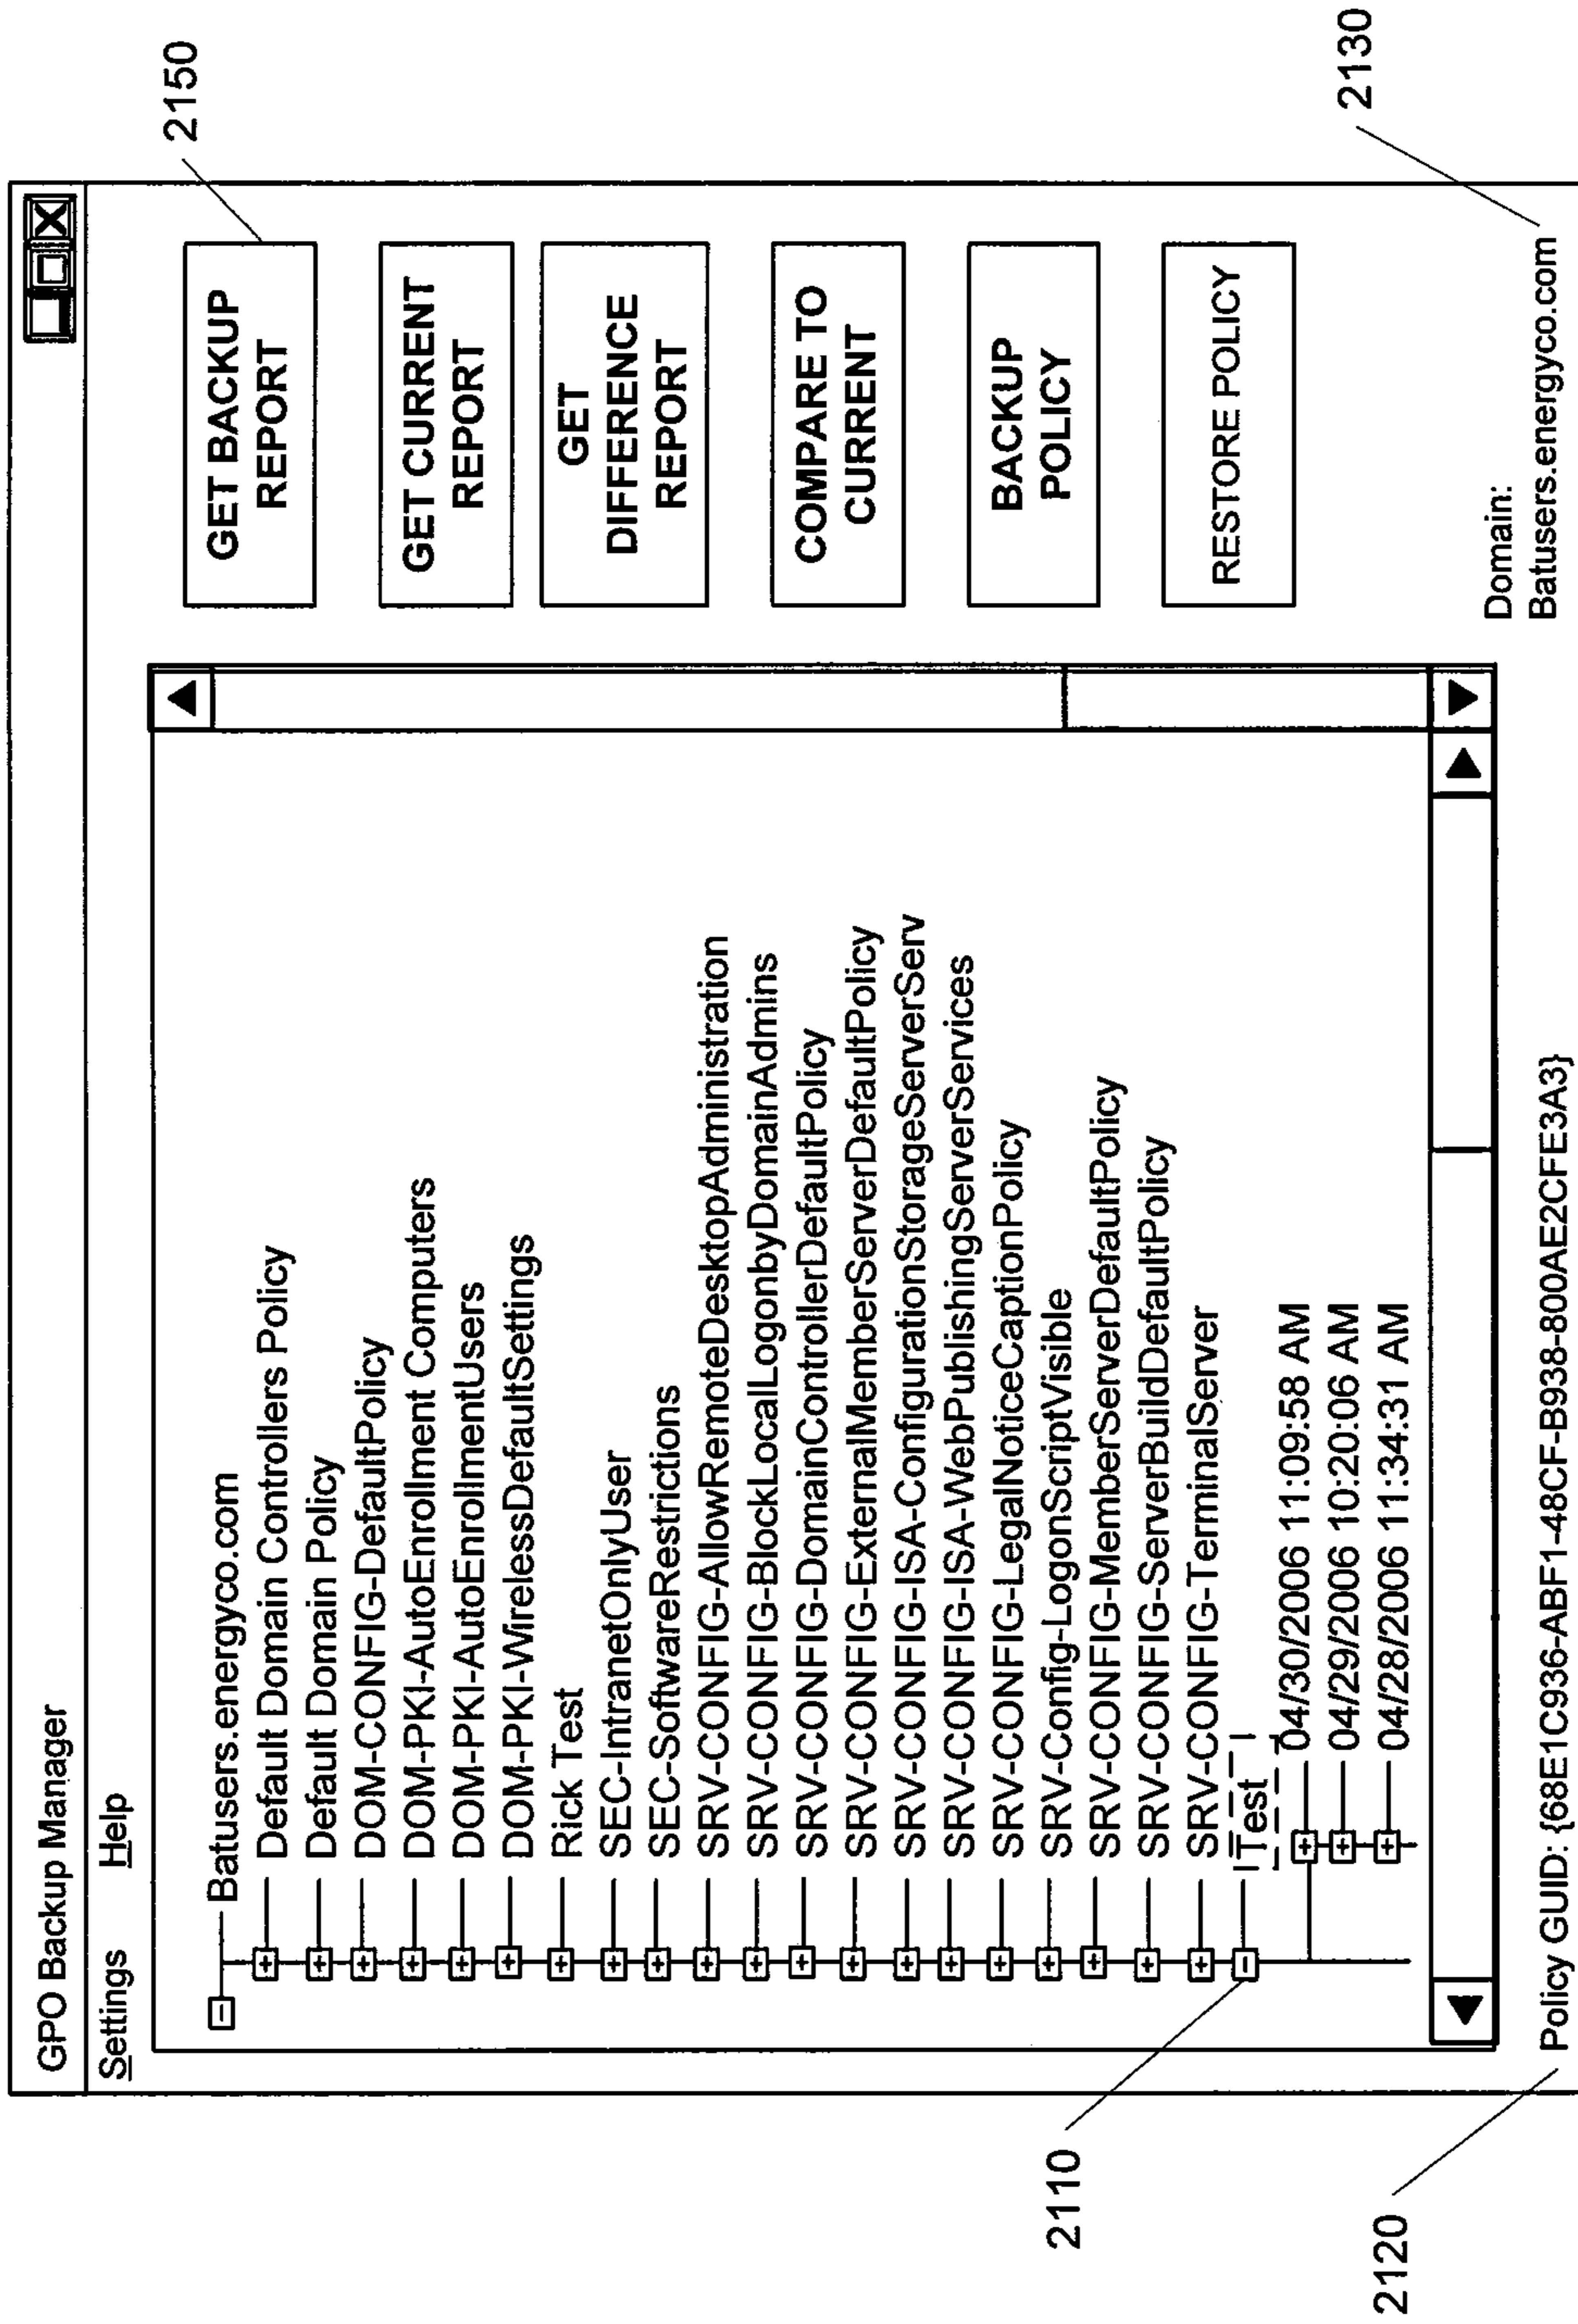 GPO Backup Manager
Settings Help
Batusers.energyco.com
Default Domain Controllers Policy
Default Domain Policy
DOM-CONFIG-DefaultPolicy
DOM-PKI-AutoEnrollment Computers
DOM-PKI-AutoEnrollmentUsers
DOM-PKI-WirelessDefaultSettings
Rick Test
SEC-IntranetOnlyUser
SEC-SoftwareRestrictions
SRV-CONFIG-AllowRemoteDesktopAdministration
SRV-CONFIG-BlockLocalLogonbyDomainAdmins
SRV-CONFIG-DomainControllerDefaultPolicy
SRV-CONFIG-ExternalMemberServerDefaultPolicy
SRV-CONFIG-ISA-ConfigurationStorageServerServ
SRV-CONFIG-ISA-WebPublishingServerServices
SRV-CONFIG-LegalNoticeCaptionPolicy
SRV-Config-LogonScriptVisible
SRV-CONFIG-MemberServerDefaultPolicy
SRV-CONFIG-ServerBuildDefaultPolicy
SRV-CONFIG-TerminalServer
Test
04/30/2006 11:09:58 AM
04/29/2006 10:20:06 AM
04/28/2006 11:34:31 AM
GET BACKUP
REPORT
GET CURRENT
REPORT
GET
DIFFERENCE
REPORT
COMPARE TO
CURRENT
BACKUP
POLICY
RESTORE POLICY
Domain:
Batusers.energyco.com
Policy GUID: {68E1C936-ABF1-48CF-B938-800AE2CFE3A3}
2150
2130
2110
2120